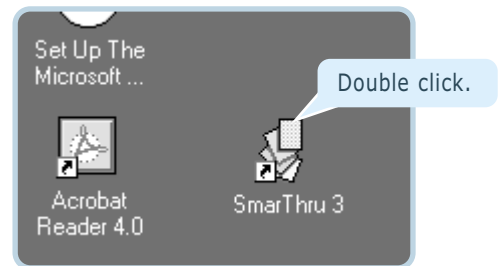 Set Up The
Microsoft ...
Double click.
Acrobat
Reader 4.0
SmarThru 3